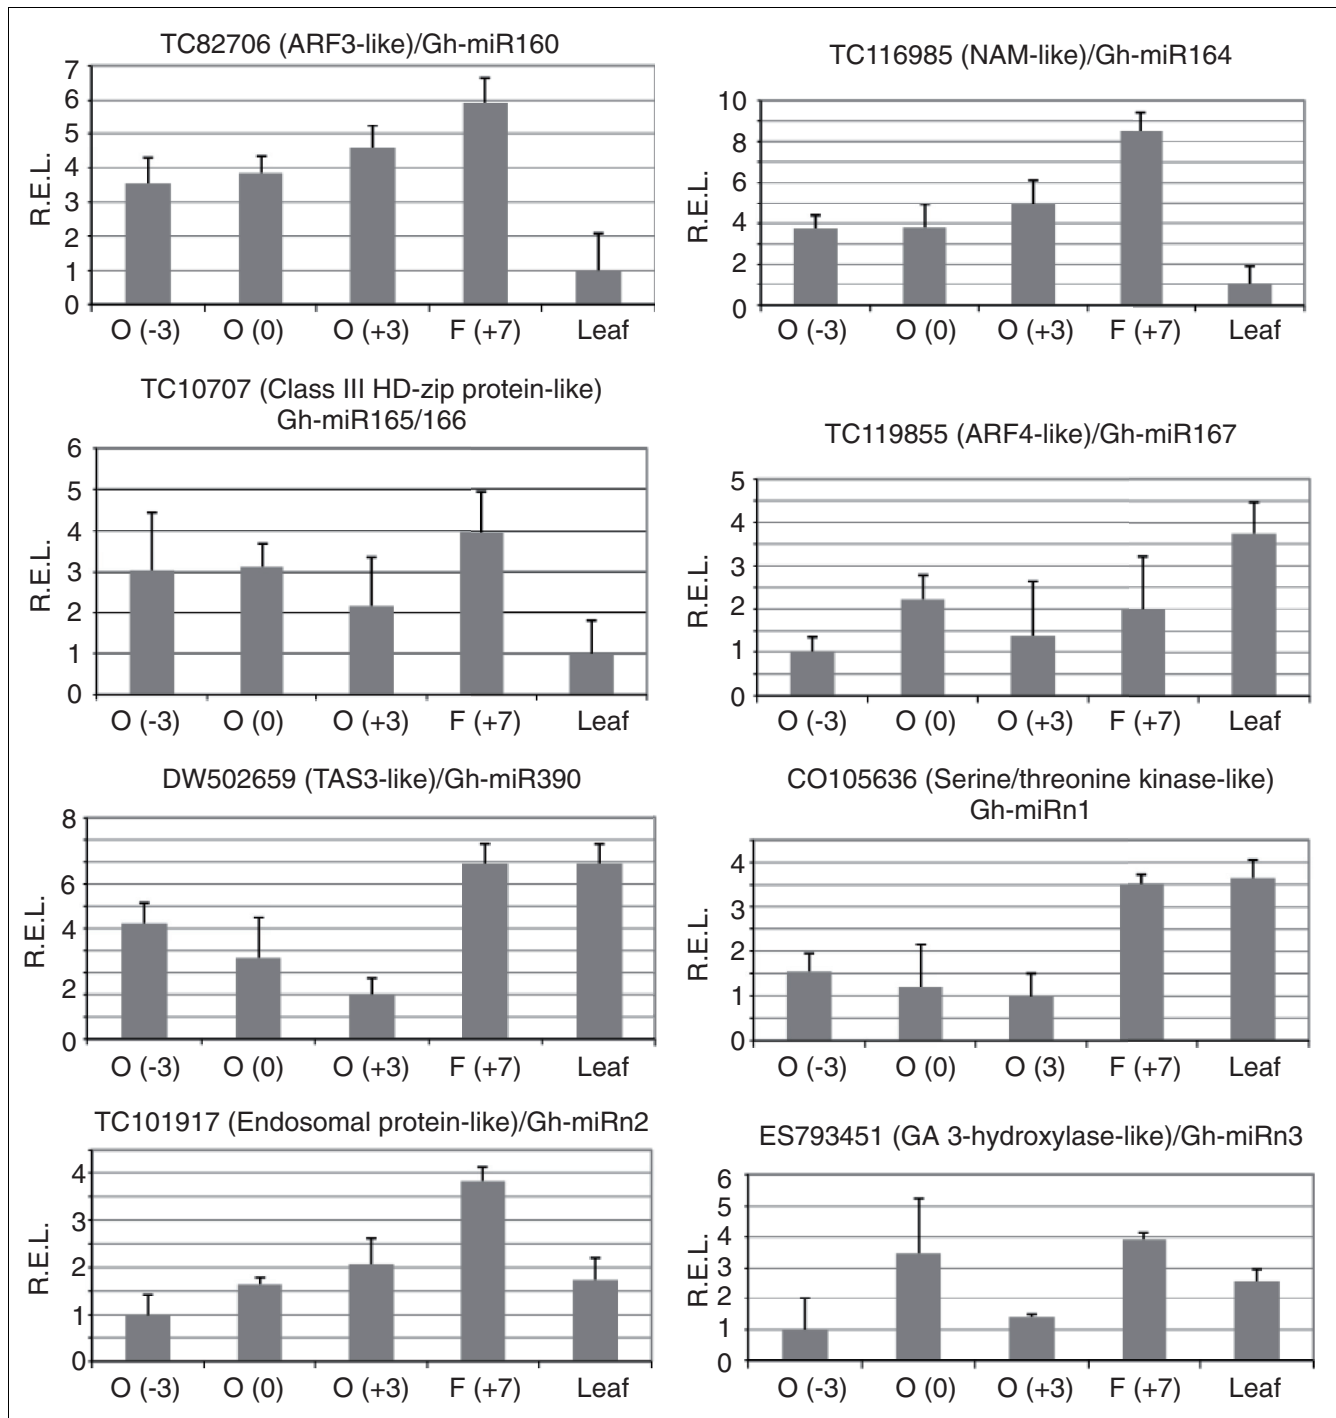 TC82706 (ARF3-like)/Gh-miR160
R.E.L.
7
6
5
4
3
2
1
0
O (-3) O (0) O (+3) F (+7) Leaf
TC116985 (NAM-like)/Gh-miR164
R.E.L.
10
8
6
4
2
0
O (-3) O (0) O (+3) F (+7) Leaf
TC10707 (Class III HD-zip protein-like)
Gh-miR165/166
R.E.L.
6
5
4
3
2
1
0
O (-3) O (0) O (+3) F (+7) Leaf
TC119855 (ARF4-like)/Gh-miR167
R.E.L.
5
4
3
2
1
0
O (-3) O (0) O (+3) F (+7) Leaf
DW502659 (TAS3-like)/Gh-miR390
R.E.L.
8
6
4
2
0
O (-3) O (0) O (+3) F (+7) Leaf
CO105636 (Serine/threonine kinase-like)
Gh-miRn1
R.E.L.
4
3
2
1
0
O (-3) O (0) O (3) F (+7) Leaf
TC101917 (Endosomal protein-like)/Gh-miRn2
R.E.L.
4
3
2
1
0
O (-3) O (0) O (+3) F (+7) Leaf
ES793451 (GA 3-hydroxylase-like)/Gh-miRn3
R.E.L.
6
5
4
3
2
1
0
O (-3) O (0) O (+3) F (+7) Leaf